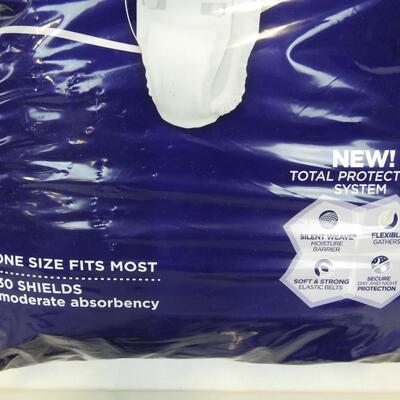 NEW!
TOTAL PROTECT
SYSTEM
SILENT WEAVE
MOISTURE
BARRIER
FLEXIBL
GATHERS
SOFT & STRONG
ELASTIC BELTS
SECURE
DAY AND NIGHT
PROTECTION
ONE SIZE FITS MOST
30 SHIELDS
moderate absorbency